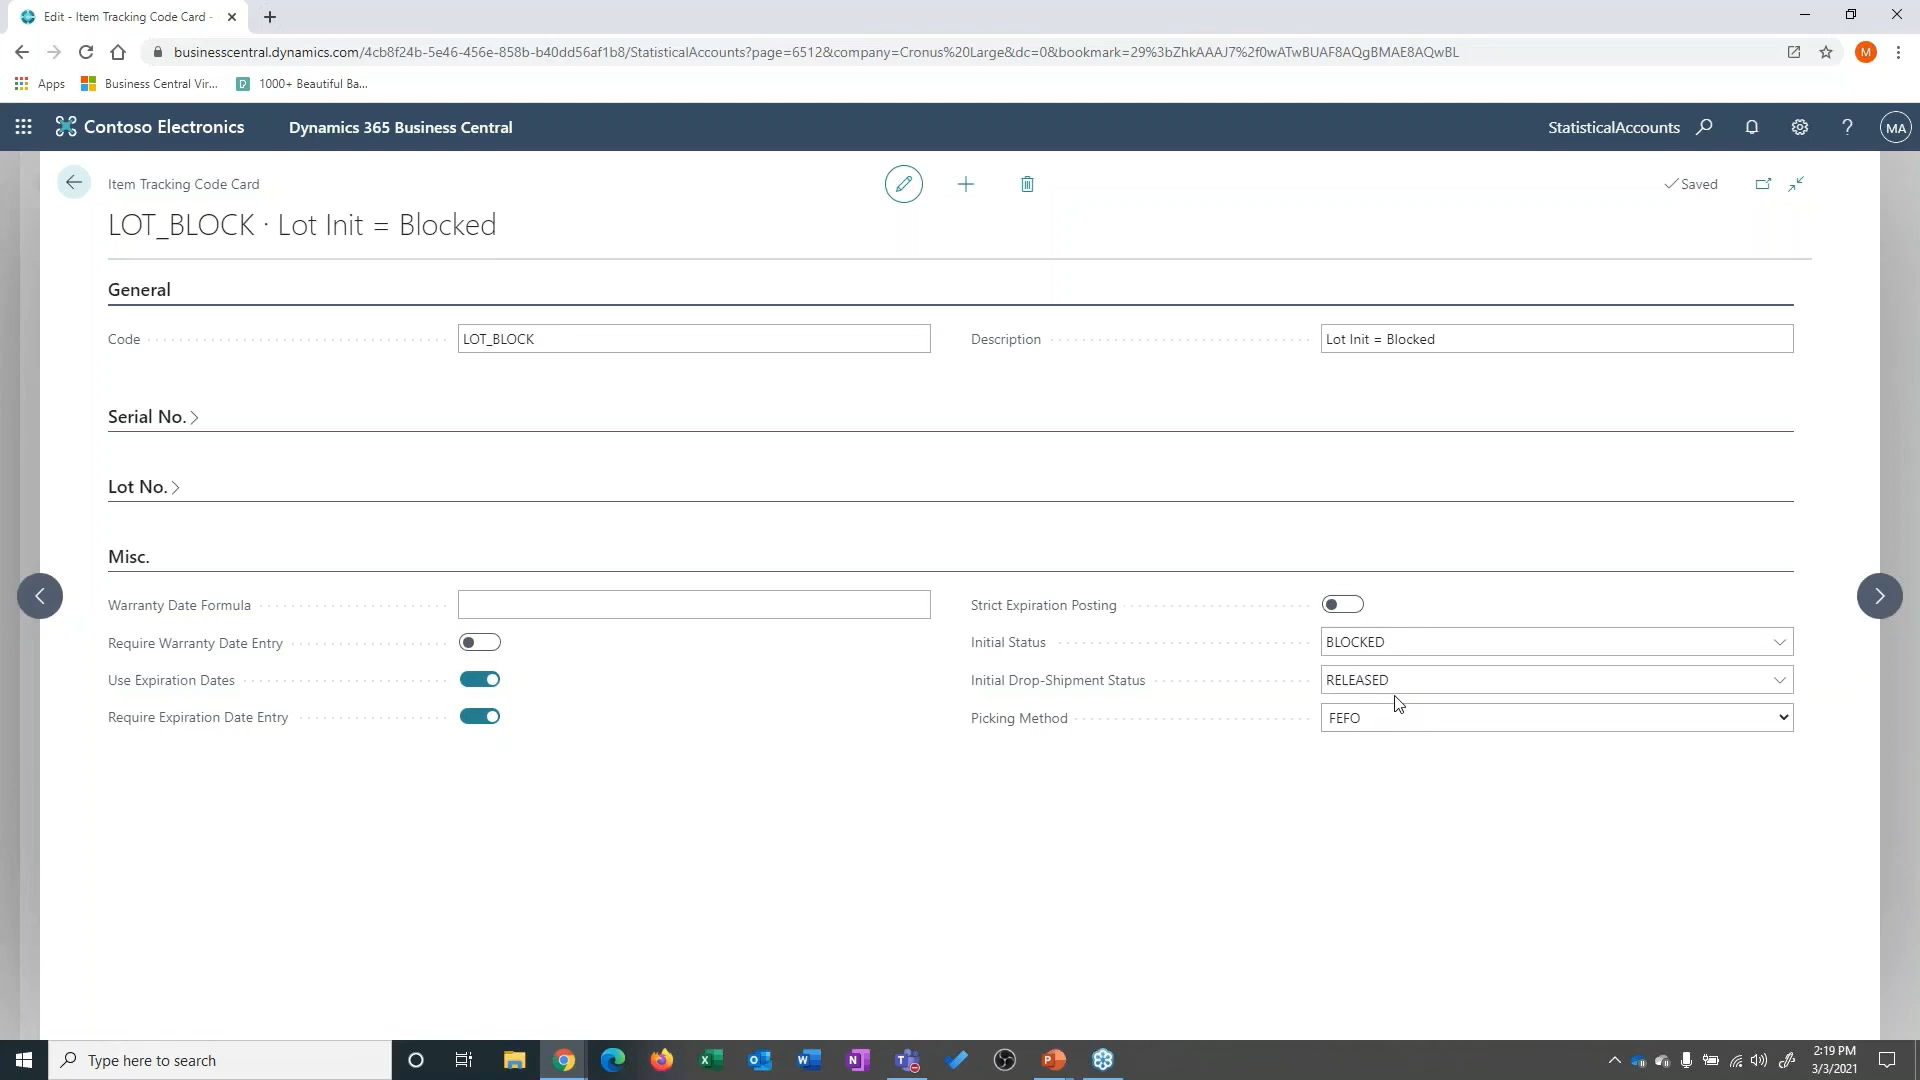 Edit - Item Tracking Code Card -
businesscentral.dynamics.com/4cb8f24b-5e46-456e-858b-b40dd56af1b8/StatisticalAccounts?page=6512&company=Cronus%20Large&dc=0&bookmark=29%3bZhkAAAJ7%2f0wATwBUAF8AQgBMAE8AQwBL
M
Apps
Business Central Vir...
1000+ Beautiful Ba...
Contoso Electronics
Dynamics 365 Business Central
StatisticalAccounts
MA
Item Tracking Code Card
Saved
LOT_BLOCK · Lot Init = Blocked
General
Code
LOT_BLOCK
Description
Lot Init = Blocked
Serial No.
Lot No.
Misc.
Warranty Date Formula
Strict Expiration Posting
Require Warranty Date Entry
Initial Status
BLOCKED
Use Expiration Dates
Initial Drop-Shipment Status
RELEASED
Require Expiration Date Entry
Picking Method
FEFO
Type here to search
2:19 PM
3/3/2021